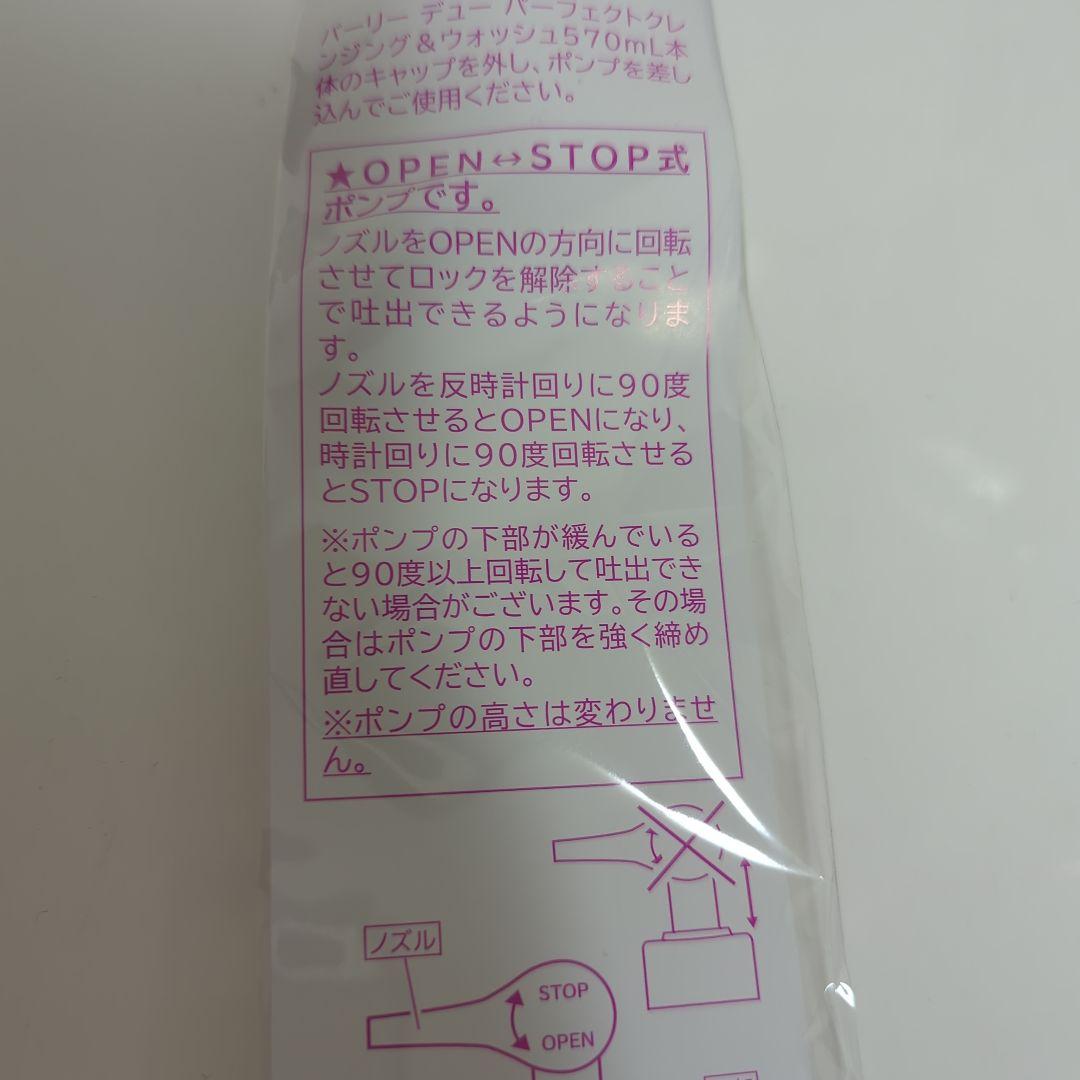 バーリー デュー パーフェクトクレ
ンジング＆ウォッシュ570mL本
体のキャップを外し、ポンプを差し
込んでご使用ください。
★OPEN↔STOP式
ポンプです。
ノズルをOPENの方向に回転
させてロックを解除すること
で吐出できるようになりま
す。
ノズルを反時計回りに90度
回転させるとOPENになり、
時計回りに90度回転させる
とSTOPになります。
※ポンプの下部が緩んでいる
と90度以上回転して吐出でき
ない場合がございます。その場
合はポンプの下部を強く締め
直してください。
※ポンプの高さは変わりませ
ん。
ノズル
STOP
OPEN